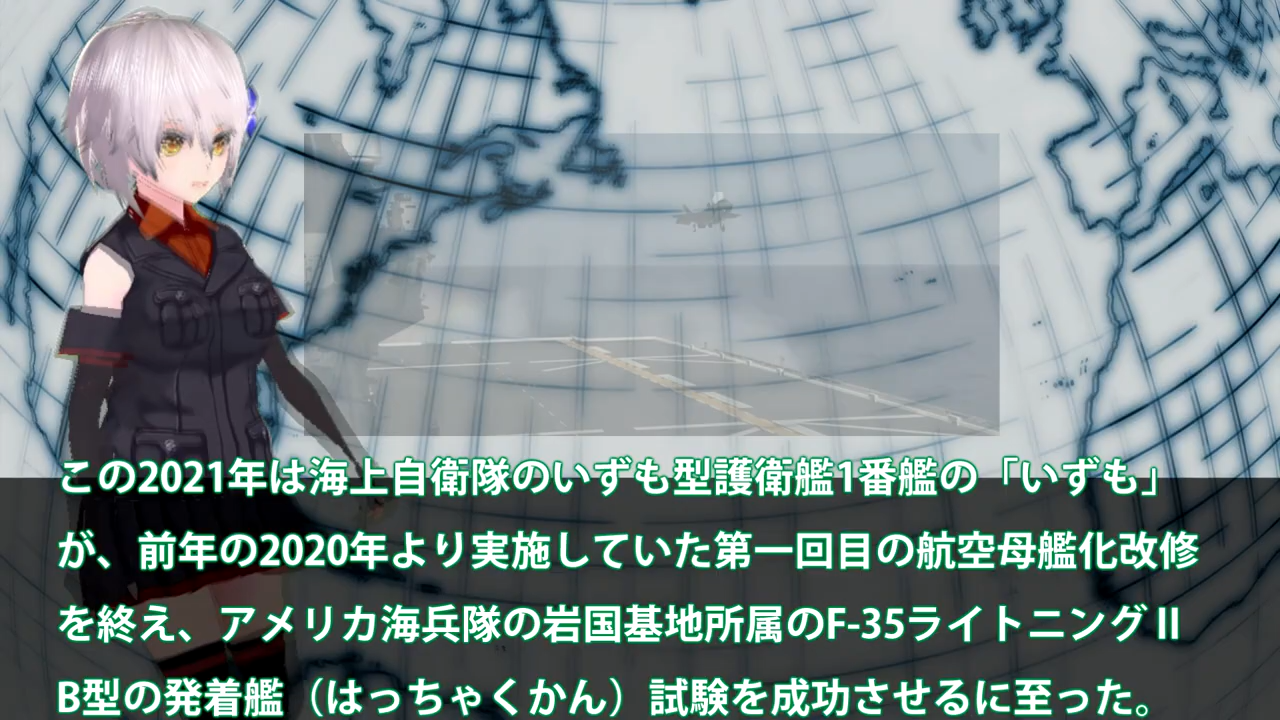 この2021年は海上自衛隊のいずも型護衛艦1番艦の「いずも」
が、前年の2020年より実施していた第一回目の航空母艦化改修
を終え、アメリカ海兵隊の岩国基地所属のF-35ライトニングⅡ
B型の発着艦（はっちゃくかん）試験を成功させるに至った。